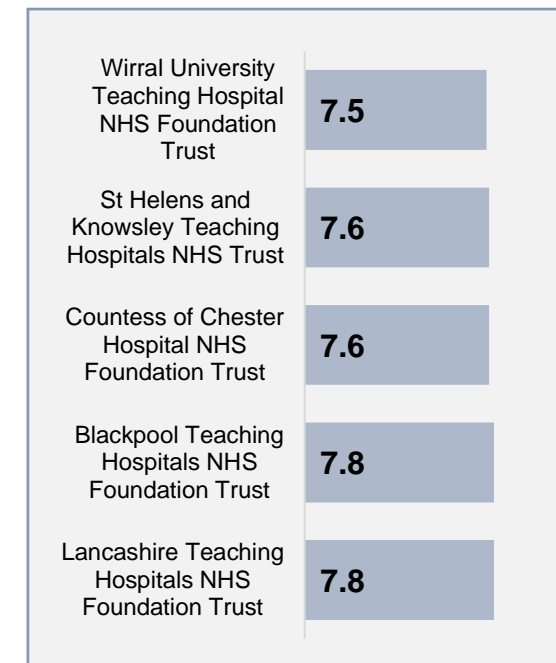 Wirral University
Teaching Hospital
NHS Foundation
Trust
7.5
St Helens and
Knowsley Teaching
Hospitals NHS Trust
7.6
Countess of Chester
Hospital NHS
Foundation Trust
7.6
Blackpool Teaching
Hospitals NHS
Foundation Trust
7.8
Lancashire Teaching
Hospitals NHS
Foundation Trust
7.8